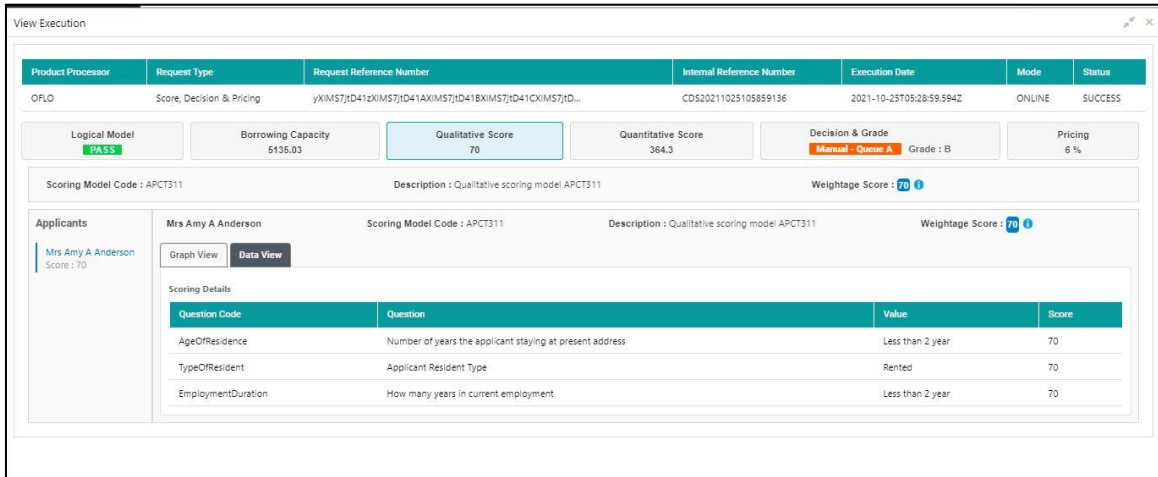 View Execution
Product Processor Request Type Request Reference Number Internal Reference Number Execution Date Mode Status
OFLO Score, Decision & Pricing yXIMS7jtD41zXIMS7jtD41AXIMS7jtD41BXIMS7jtD41CXIMS7jtD... CDS20211025105859136 2021-10-25T05:28:59.594Z ONLINE SUCCESS
Logical Model Borrowing Capacity Qualitative Score Quantitative Score Decision & Grade Pricing
PASS 5135.03 70 364.3 Manual - Queue A Grade : B 6 %
Scoring Model Code : APCT311 Description : Qualitative scoring model APCT311 Weightage Score : 70
Applicants Mrs Amy A Anderson Scoring Model Code : APCT311 Description : Qualitative scoring model APCT311 Weightage Score : 70
Mrs Amy A Anderson
Score : 70
Graph View Data View
Scoring Details
Question Code Question Value Score
AgeOfResidence Number of years the applicant staying at present address Less than 2 year 70
TypeOfResident Applicant Resident Type Rented 70
EmploymentDuration How many years in current employment Less than 2 year 70